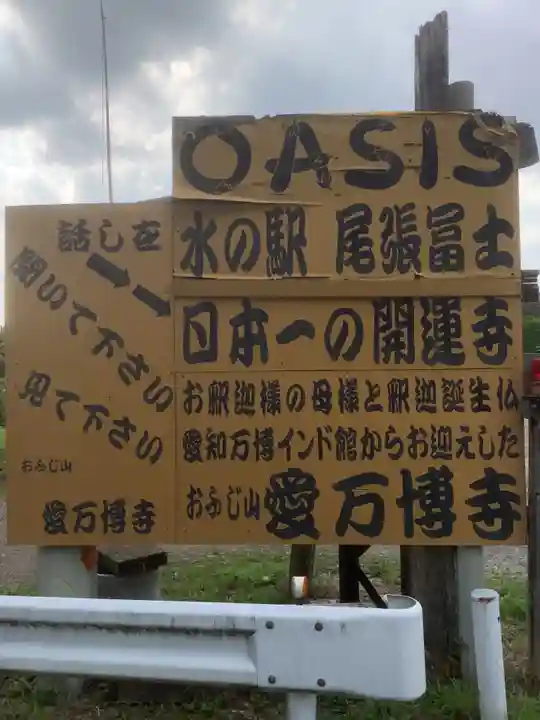 OASIS
水の駅 尾張冨士
日本一の開運寺
お釈迦様の母様と釈迦誕生仏
愛知万博インド館からお迎えした
おふじ山 愛万博寺
話しを
聞いて下さい
見て下さい
おふじ山
愛万博寺